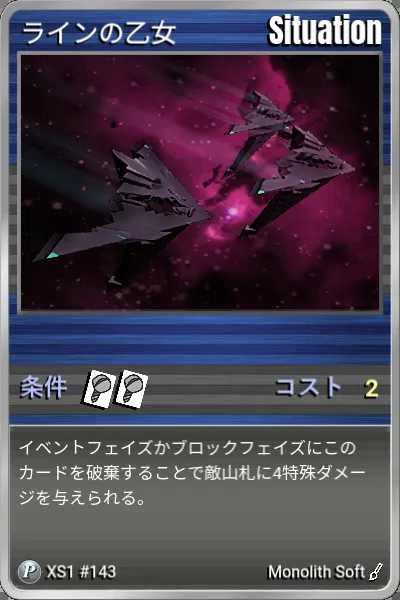 ラインの乙女 Situation
条件 コスト 2
イベントフェイズかブロックフェイズにこの
カードを破棄することで敵山札に4特殊ダメー
ジを与えられる。
P XS1 #143 Monolith Soft